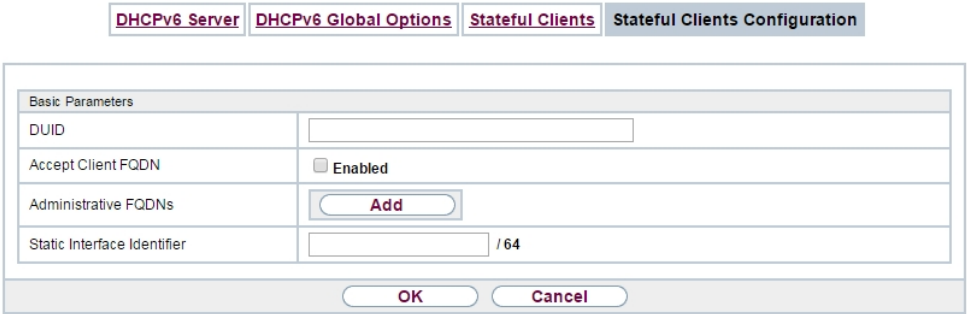 DHCPv6 Server DHCPv6 Global Options Stateful Clients Stateful Clients Configuration
Basic Parameters
DUID
Accept Client FQDN Enabled
Administrative FQDNs Add
Static Interface Identifier / 64
OK Cancel